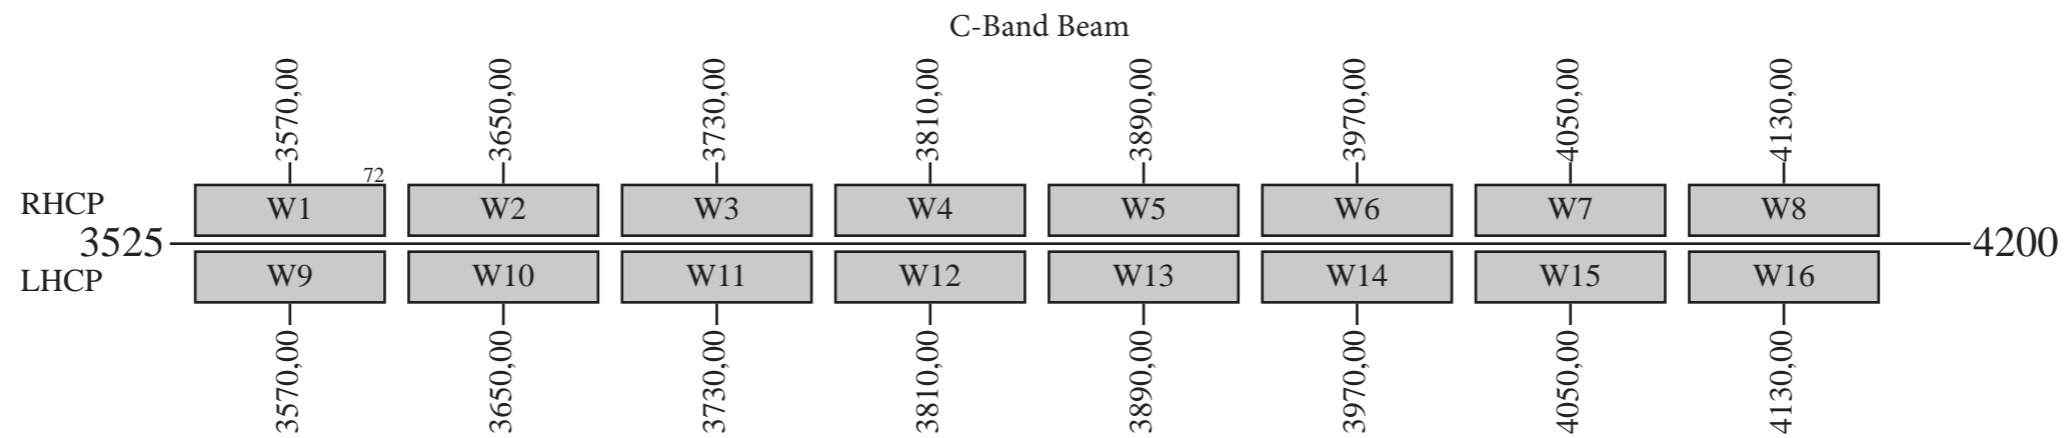 C-Band Beam
3570,00 3650,00 3730,00 3810,00 3890,00 3970,00 4050,00 4130,00
72
RHCP W1 W2 W3 W4 W5 W6 W7 W8
3525 4200
LHCP W9 W10 W11 W12 W13 W14 W15 W16
3570,00 3650,00 3730,00 3810,00 3890,00 3970,00 4050,00 4130,00